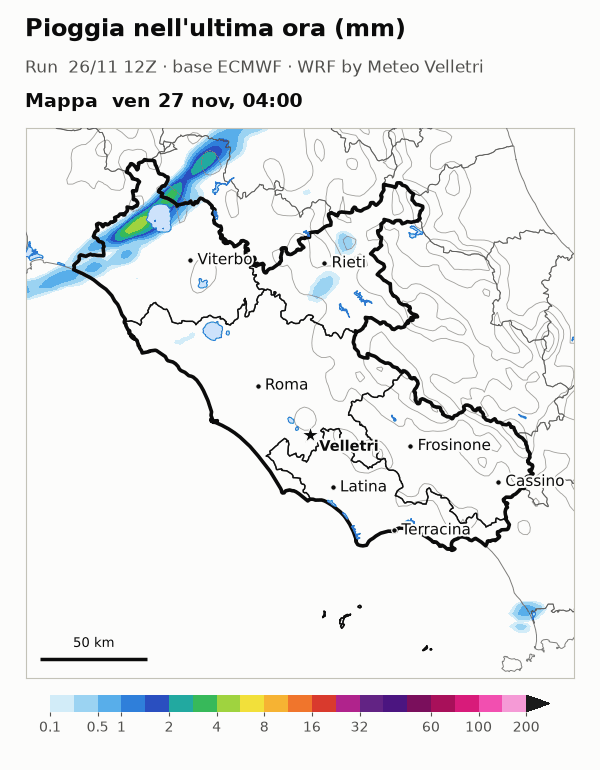 Pioggia nell'ultima ora (mm)
Run 26/11 12Z · base ECMWF · WRF by Meteo Velletri
Mappa ven 27 nov, 04:00
Viterbo
Rieti
Roma
Velletri
Frosinone
Latina
Cassino
Terracina
50 km
0.1 0.5 1 2 4 8 16 32 60 100 200